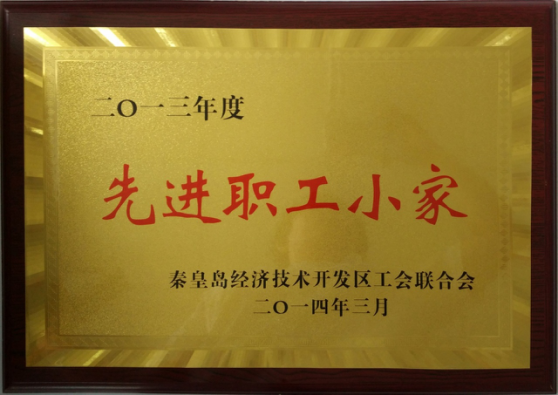 二〇一三年度
先进职工小家
秦皇岛经济技术开发区工会联合会
二〇一四年三月